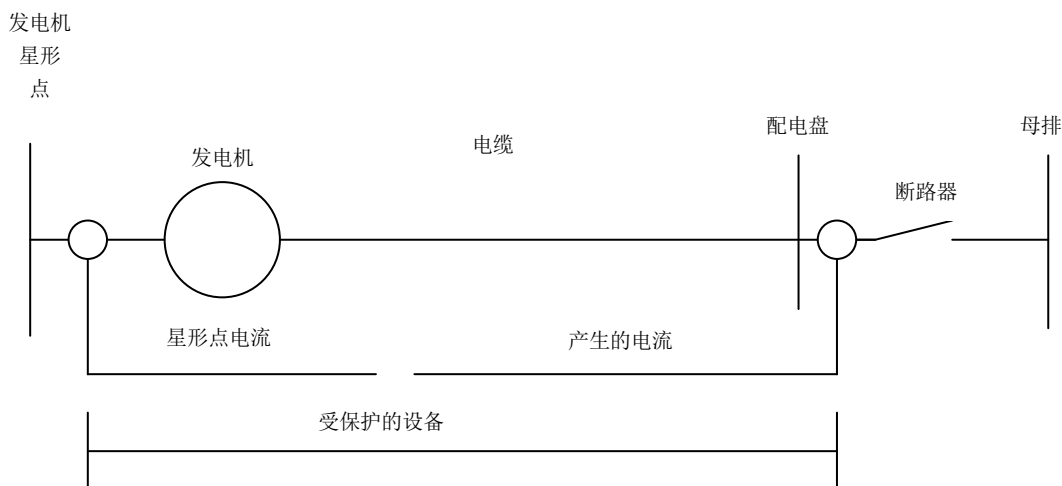 发电机
星形
点
发电机
电缆
配电盘
母排
断路器
星形点电流
产生的电流
受保护的设备